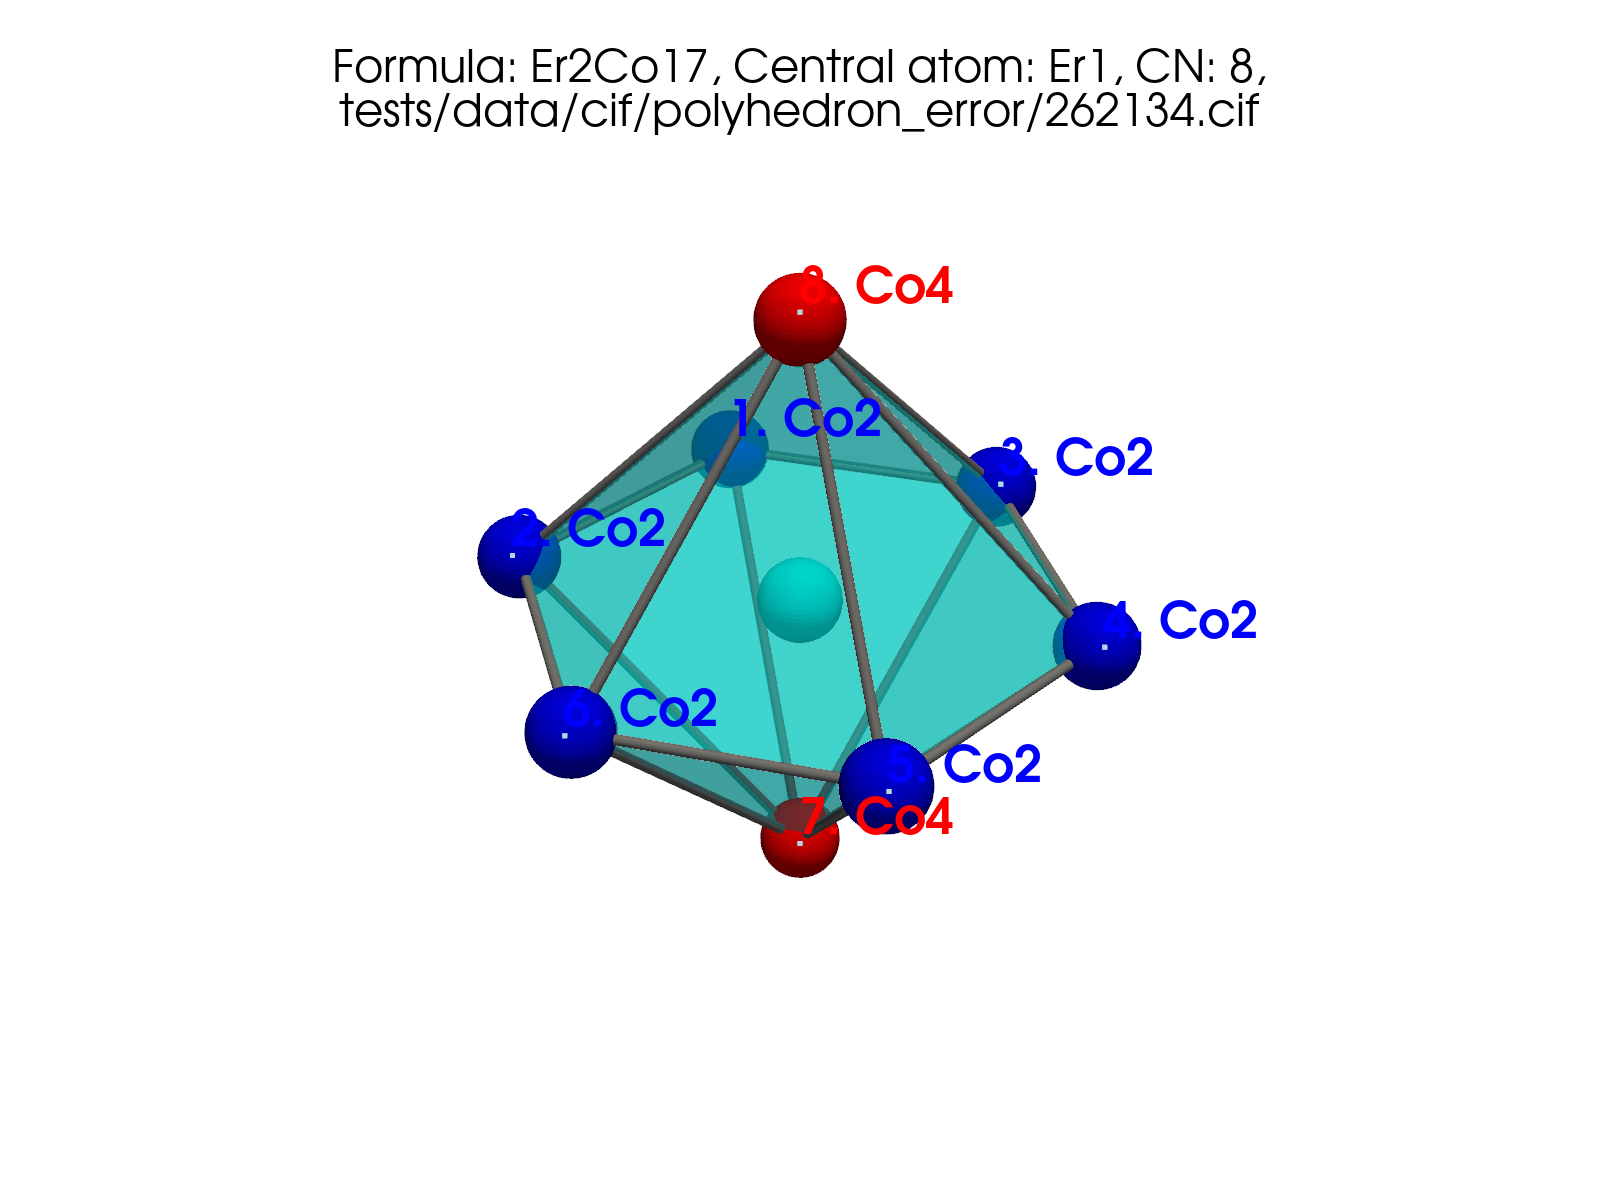 Formula: Er2Co17, Central atom: Er1, CN: 8,
tests/data/cif/polyhedron_error/262134.cif
8. Co4
1. Co2
3. Co2
2. Co2
4. Co2
6. Co2
5. Co2
7. Co4